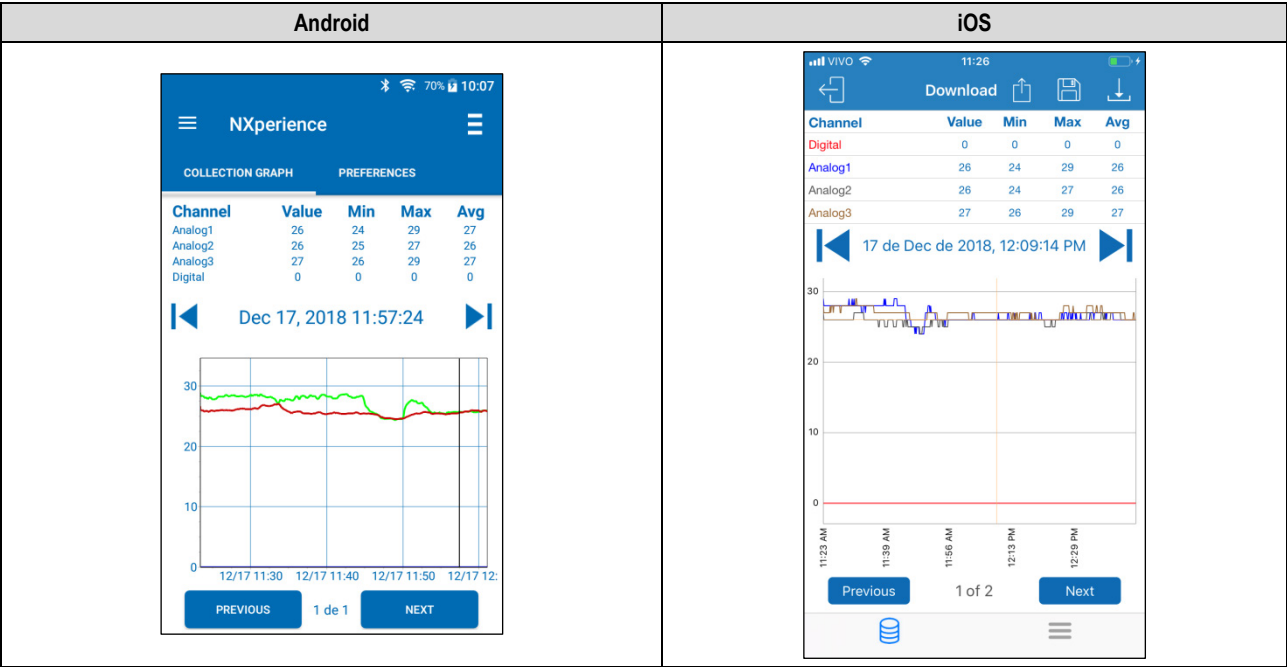 Android
iOS
70% 10:07
NXperience
COLLECTION GRAPH PREFERENCES
Channel Value Min Max Avg
Analog1 26 24 29 27
Analog2 26 25 27 26
Analog3 27 26 29 27
Digital 0 0 0 0
Dec 17, 2018 11:57:24
30
20
10
0
12/17 11:30 12/17 11:40 12/17 11:50 12/17 12:
PREVIOUS 1 de 1 NEXT
VIVO 11:26
Download
Channel Value Min Max Avg
Digital 0 0 0 0
Analog1 26 24 29 26
Analog2 26 24 27 26
Analog3 27 26 29 27
17 de Dec de 2018, 12:09:14 PM
30
20
10
0
11:23 AM 11:39 AM 11:56 AM 12:13 PM 12:29 PM
Previous 1 of 2 Next